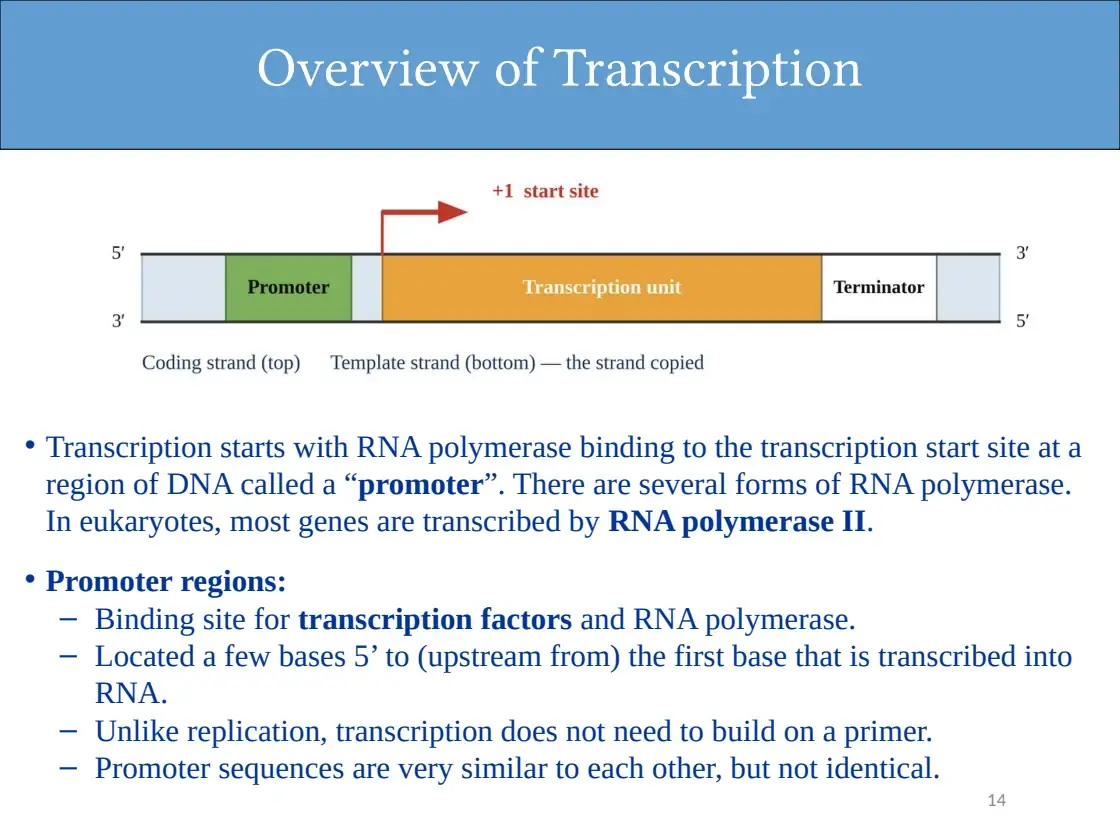 Overview of Transcription
+1 start site
5′ 3′
Promoter Transcription unit Terminator
3′ 5′
Coding strand (top) Template strand (bottom) — the strand copied
• Transcription starts with RNA polymerase binding to the transcription start site at a
region of DNA called a “promoter”. There are several forms of RNA polymerase.
In eukaryotes, most genes are transcribed by RNA polymerase II.
• Promoter regions:
– Binding site for transcription factors and RNA polymerase.
– Located a few bases 5’ to (upstream from) the first base that is transcribed into
RNA.
– Unlike replication, transcription does not need to build on a primer.
– Promoter sequences are very similar to each other, but not identical.
14